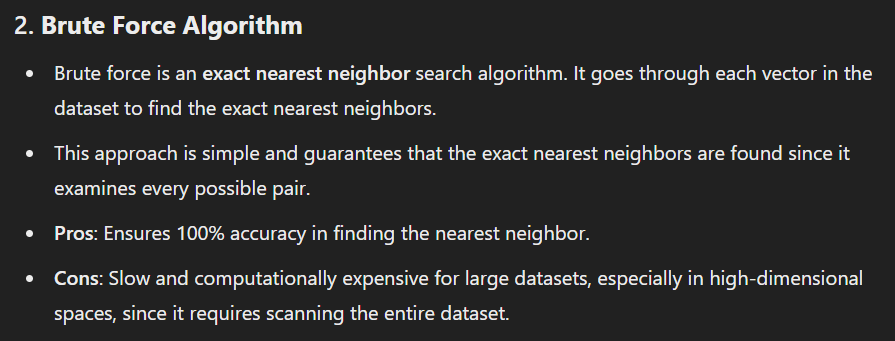 2. Brute Force Algorithm
• Brute force is an exact nearest neighbor search algorithm. It goes through each vector in the
dataset to find the exact nearest neighbors.
• This approach is simple and guarantees that the exact nearest neighbors are found since it
examines every possible pair.
• Pros: Ensures 100% accuracy in finding the nearest neighbor.
• Cons: Slow and computationally expensive for large datasets, especially in high-dimensional
spaces, since it requires scanning the entire dataset.